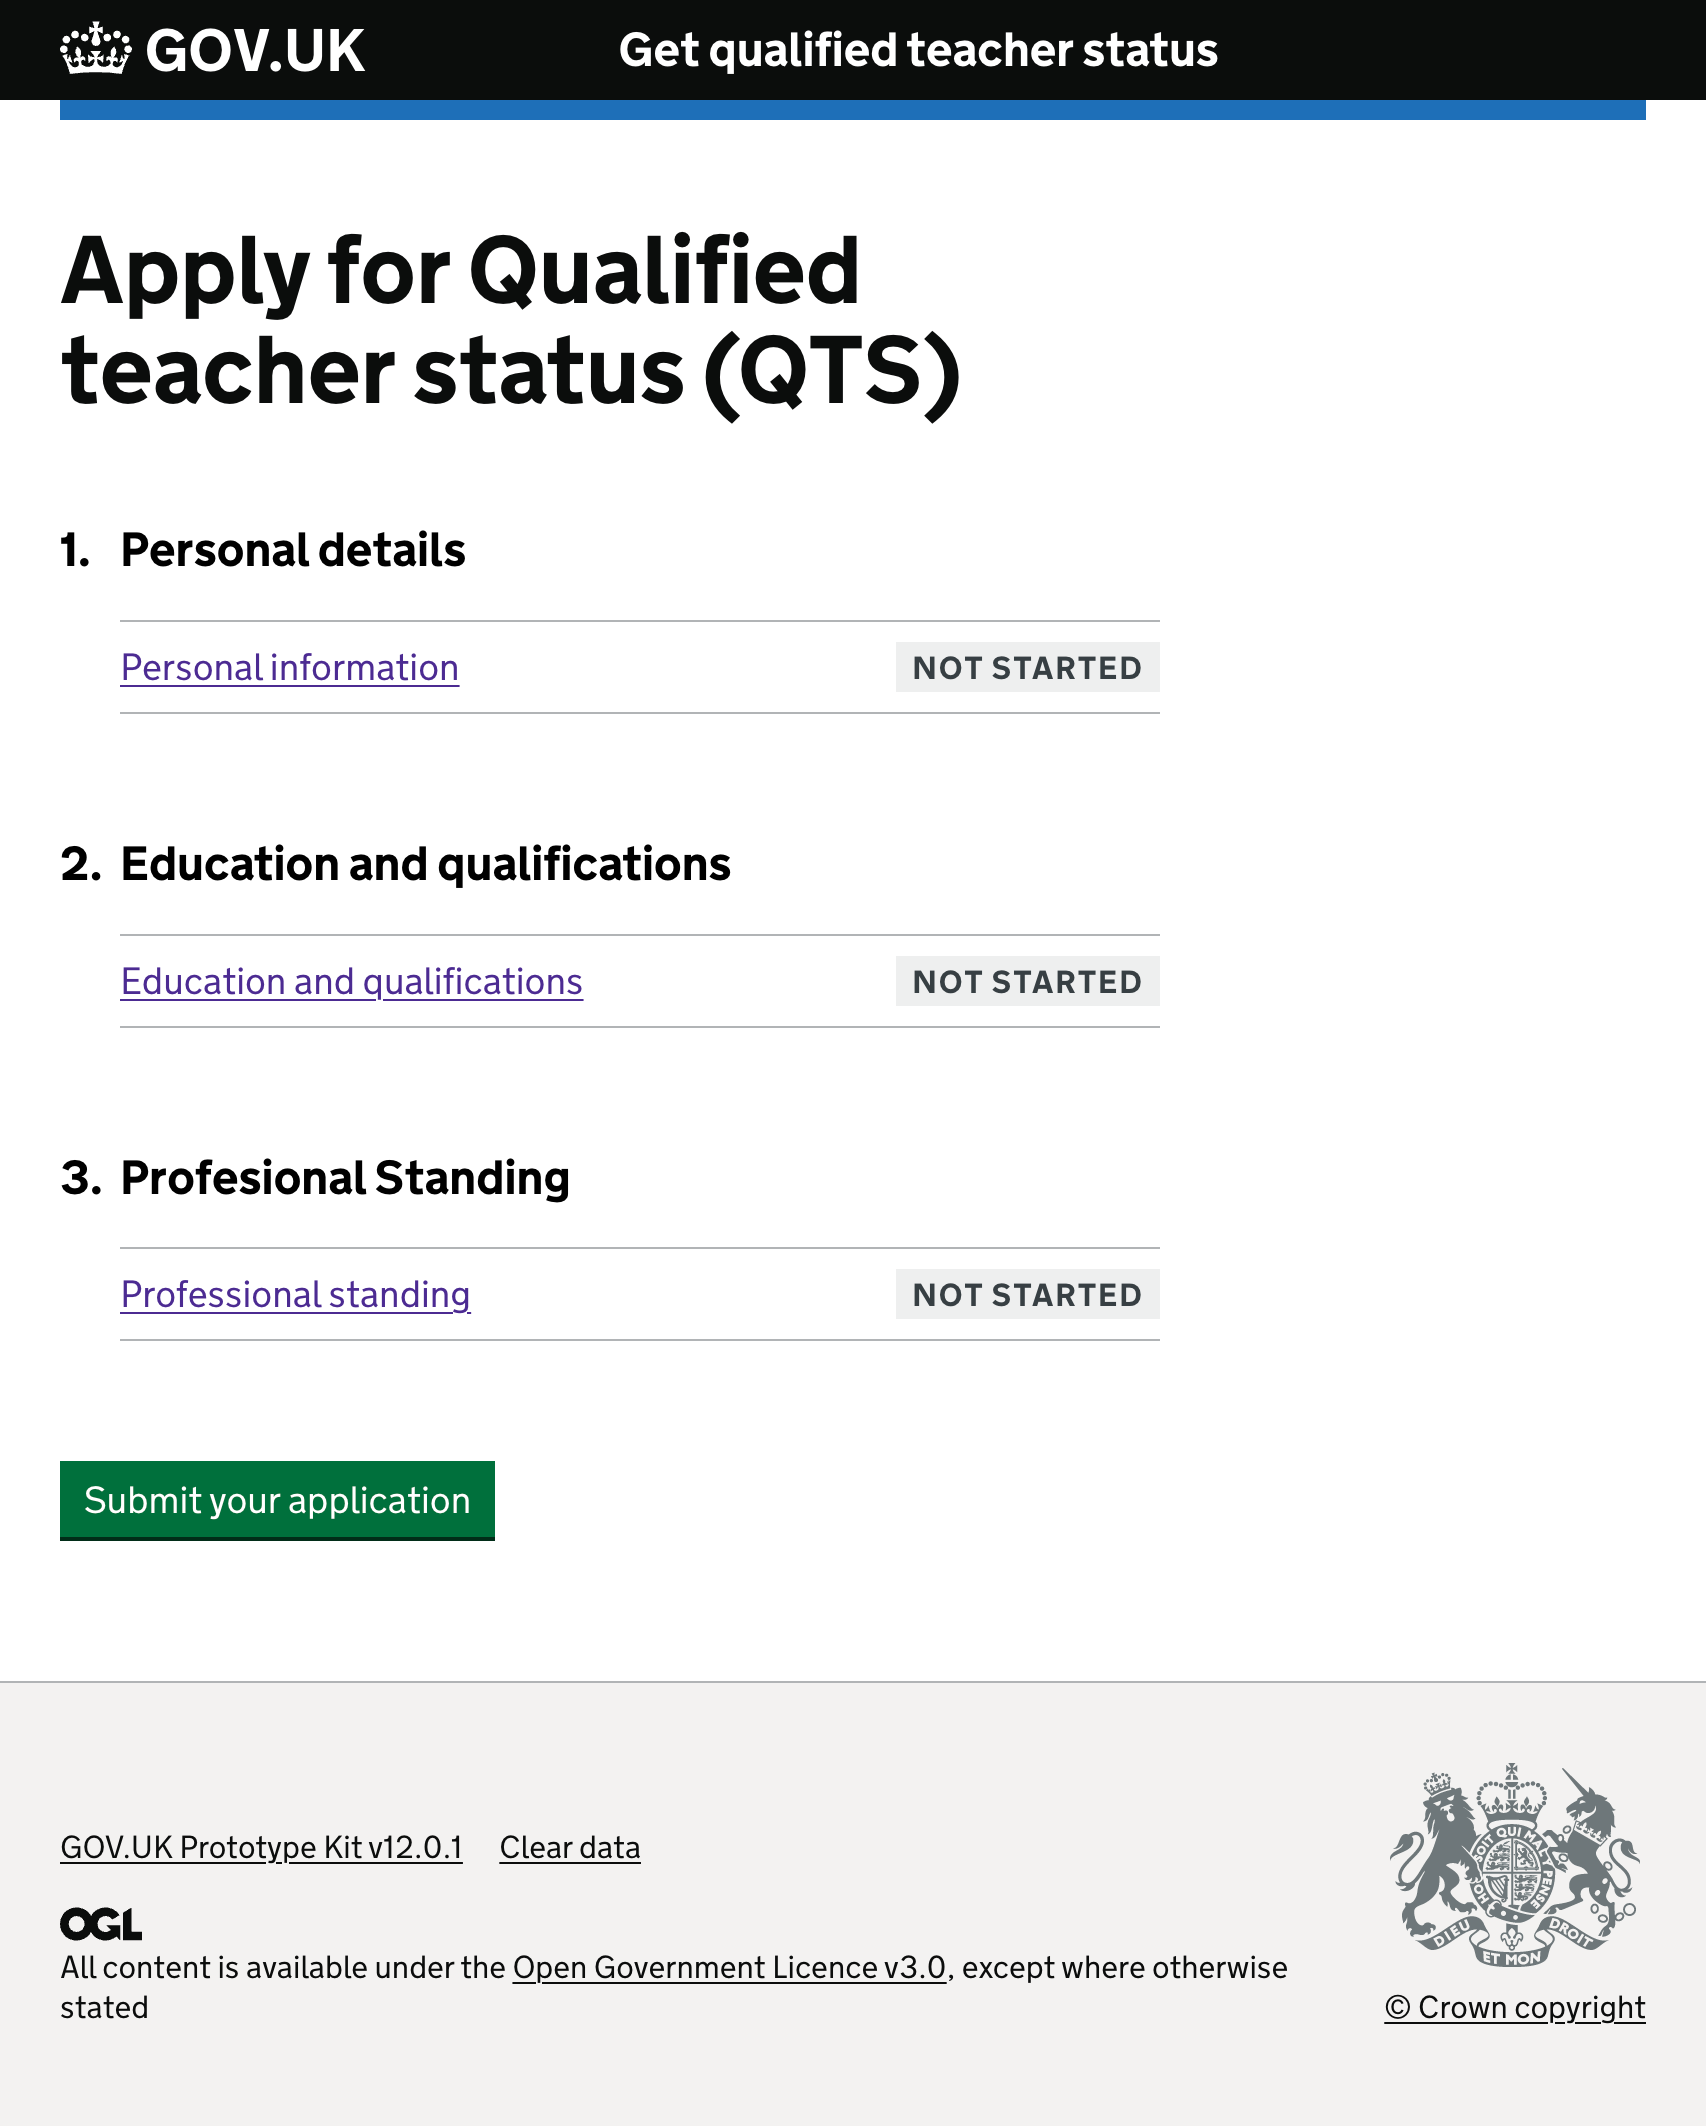 GOV.UK
Get qualified teacher status
Apply for Qualified
teacher status (QTS)
1. Personal details
Personal information NOT STARTED
2. Education and qualifications
Education and qualifications NOT STARTED
3. Profesional Standing
Professional standing NOT STARTED
Submit your application
GOV.UK Prototype Kit v12.0.1 Clear data
OGL
All content is available under the Open Government Licence v3.0, except where otherwise
stated
SOIT QUI MAL Y PENSE
HO
DIEU ET MON DROIT
© Crown copyright